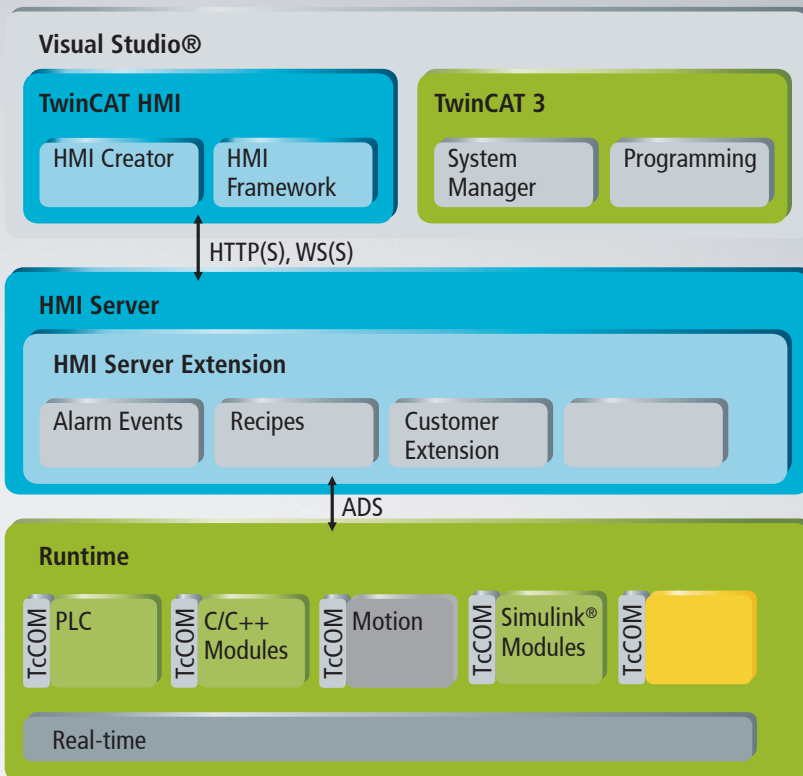 Visual Studio®
TwinCAT HMI
TwinCAT 3
HMI Creator
HMI
Framework
System
Manager
Programming
HTTP(S), WS(S)
HMI Server
HMI Server Extension
Alarm Events
Recipes
Customer
Extension
ADS
Runtime
TcCOM
PLC
TcCOM
C/C++
Modules
TcCOM
Motion
TcCOM
Simulink®
Modules
TcCOM
Real-time